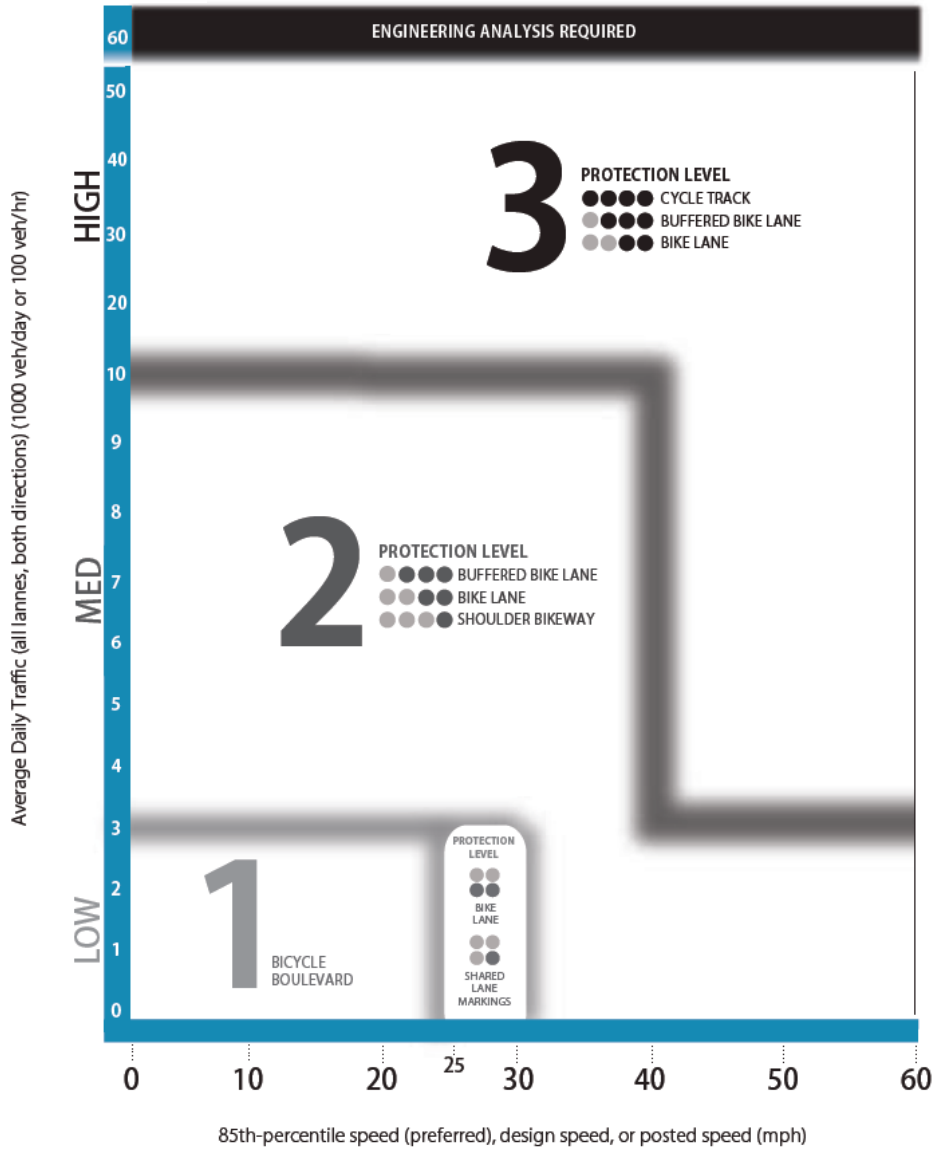 ENGINEERING ANALYSIS REQUIRED
60
50
40
30
20
10
9
8
7
6
5
4
3
2
1
0
HIGH
MED
LOW
Average Daily Traffic (all lannes, both directions) (1000 veh/day or 100 veh/hr)
3
PROTECTION LEVEL
CYCLE TRACK
BUFFERED BIKE LANE
BIKE LANE
2
PROTECTION LEVEL
BUFFERED BIKE LANE
BIKE LANE
SHOULDER BIKEWAY
1
BICYCLE
BOULEVARD
PROTECTION
LEVEL
BIKE
LANE
SHARED
LANE
MARKINGS
0 10 20 25 30 40 50 60
85th-percentile speed (preferred), design speed, or posted speed (mph)